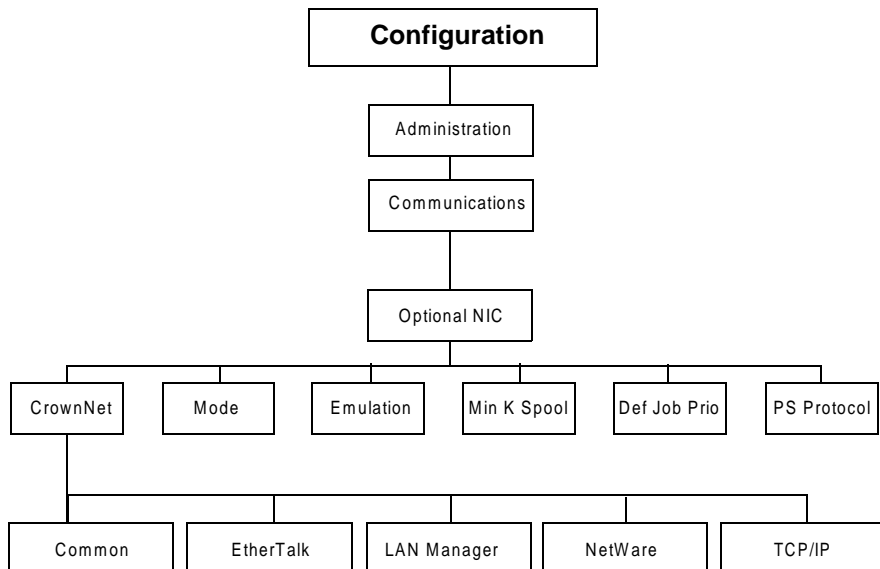 Configuration
Administration
Communications
Optional NIC
CrownNet
Mode
Emulation
Min K Spool
Def Job Prio
PS Protocol
Common
EtherTalk
LAN Manager
NetWare
TCP/IP